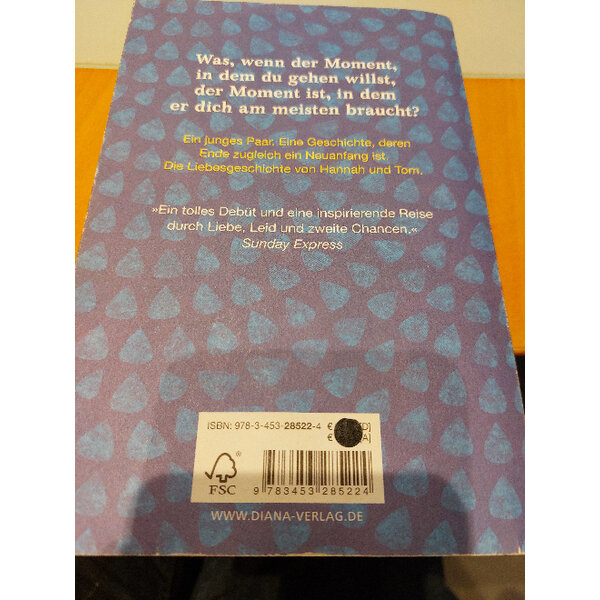 Was, wenn der Moment,
in dem du gehen willst,
der Moment ist, in dem
er dich am meisten braucht?
Ein junges Paar. Eine Geschichte, deren
Ende zugleich ein Neuanfang ist.
Die Liebesgeschichte von Hannah und Tom.
»Ein tolles Debüt und eine inspirierende Reise
durch Liebe, Leid und zweite Chancen.«
Sunday Express
ISBN: 978-3-453-28522-4 € [D]
€ [A]
FSC®
9 783453 285224
WWW.DIANA-VERLAG.DE